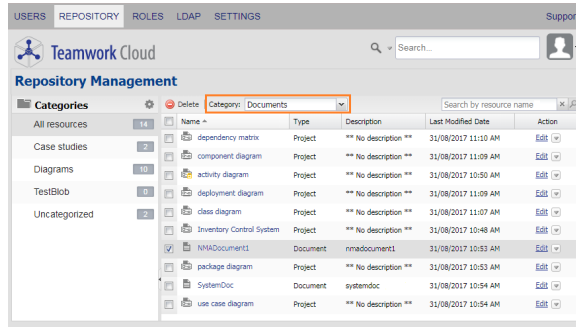 USERS REPOSITORY ROLES LDAP SETTINGS Suppor
Teamwork Cloud Search...
Repository Management
Categories Delete Category: Documents Search by resource name
Name Type Description Last Modified Date Action
All resources 14
Case studies 2
Diagrams 10
TestBlob 0
Uncategorized 2
dependency matrix Project ** No description ** 31/08/2017 11:10 AM Edit
component diagram Project ** No description ** 31/08/2017 11:09 AM Edit
activity diagram Project ** No description ** 31/08/2017 10:50 AM Edit
deployment diagram Project ** No description ** 31/08/2017 11:09 AM Edit
class diagram Project ** No description ** 31/08/2017 11:07 AM Edit
Inventory Control System Project ** No description ** 31/08/2017 10:48 AM Edit
NMADocument1 Document nmadocument1 31/08/2017 10:53 AM Edit
package diagram Project ** No description ** 31/08/2017 10:53 AM Edit
SystemDoc Document systemdoc 31/08/2017 10:54 AM Edit
use case diagram Project ** No description ** 31/08/2017 10:54 AM Edit